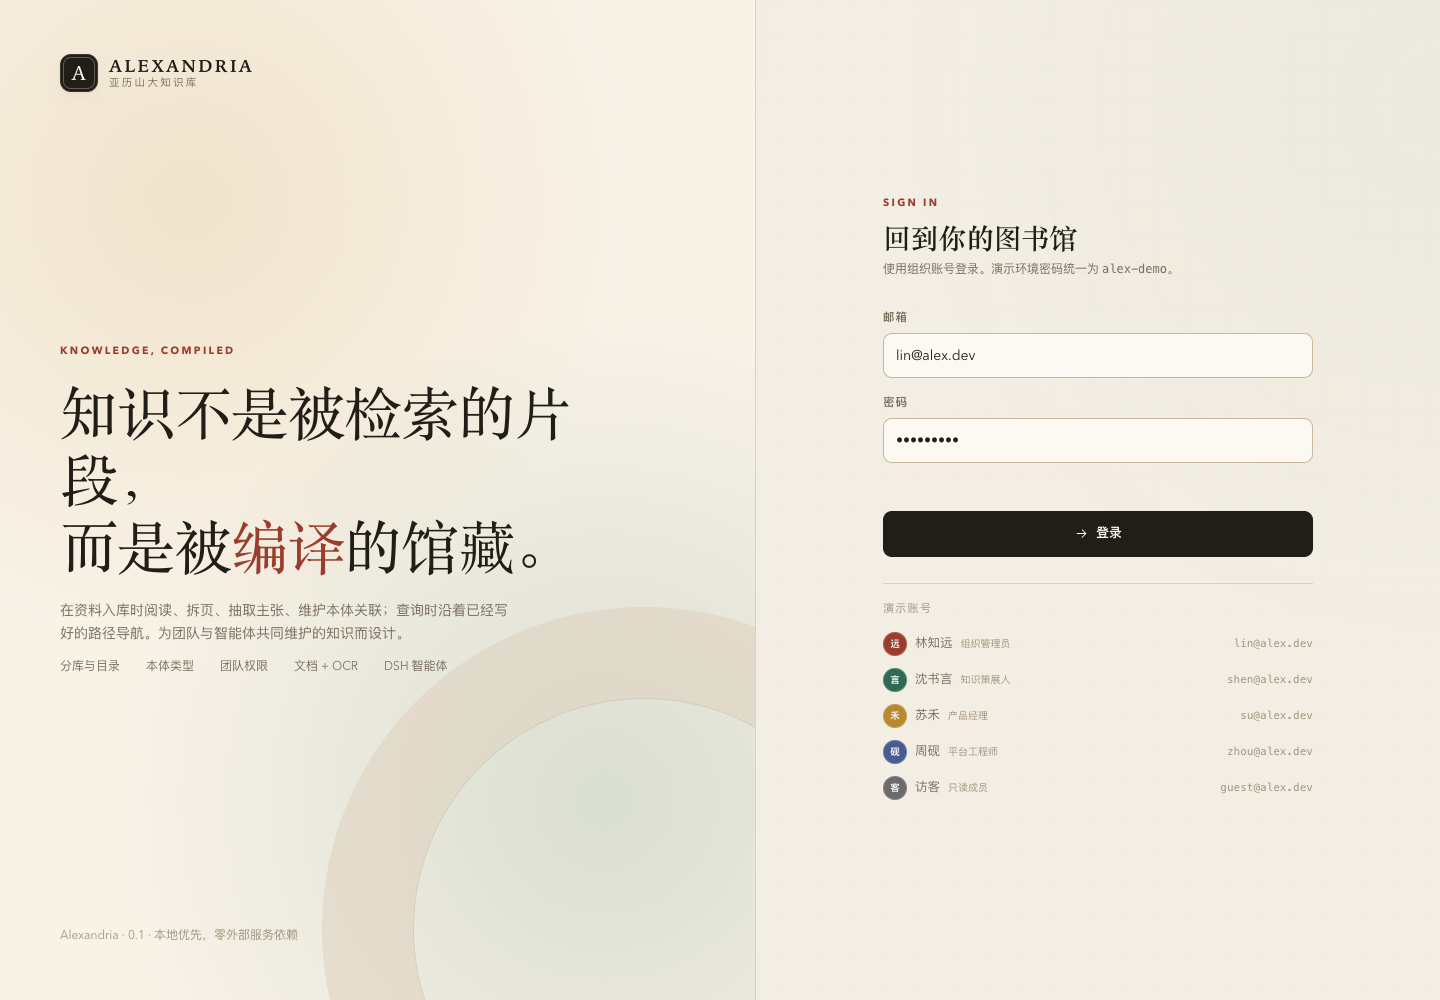 A
ALEXANDRIA
亚历山大知识库
KNOWLEDGE, COMPILED
知识不是被检索的片
段，
而是被编译的馆藏。
在资料入库时阅读、拆页、抽取主张、维护本体关联；查询时沿着已经写
好的路径导航。为团队与智能体共同维护的知识而设计。
分库与目录 本体类型 团队权限 文档 + OCR DSH 智能体
Alexandria · 0.1 · 本地优先，零外部服务依赖
SIGN IN
回到你的图书馆
使用组织账号登录。演示环境密码统一为 alex-demo。
邮箱
lin@alex.dev
密码
•••••••••
→ 登录
演示账号
远 林知远 组织管理员 lin@alex.dev
言 沈书言 知识策展人 shen@alex.dev
禾 苏禾 产品经理 su@alex.dev
砚 周砚 平台工程师 zhou@alex.dev
客 访客 只读成员 guest@alex.dev